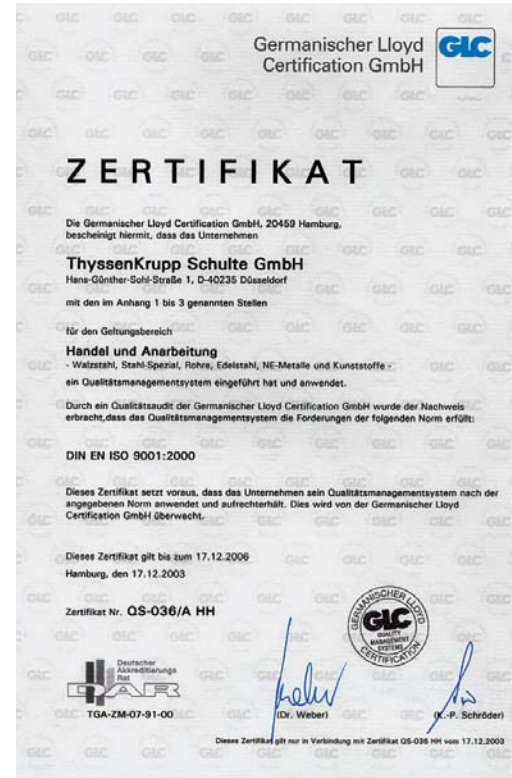 Germanischer Lloyd
Certification GmbH
GLC
ZERTIFIKAT
Die Germanischer Lloyd Certification GmbH, 20459 Hamburg,
bescheinigt hiermit, dass das Unternehmen
ThyssenKrupp Schulte GmbH
Hans-Günther-Sohl-Straße 1, D-40235 Düsseldorf
mit den im Anhang 1 bis 3 genannten Stellen
für den Geltungsbereich
Handel und Anarbeitung
- Walzstahl, Stahl-Spezial, Rohre, Edelstahl, NE-Metalle und Kunststoffe -
ein Qualitätsmanagementsystem eingeführt hat und anwendet.
Durch ein Qualitätsaudit der Germanischer Lloyd Certification GmbH wurde der Nachweis
erbracht,dass das Qualitätsmanagementsystem die Forderungen der folgenden Norm erfüllt:
DIN EN ISO 9001:2000
Dieses Zertifikat setzt voraus, dass das Unternehmen sein Qualitätsmanagementsystem nach der
angegebenen Norm anwendet und aufrechterhält. Dies wird von der Germanischer Lloyd
Certification GmbH überwacht.
Dieses Zertifikat gilt bis zum 17.12.2006
Hamburg, den 17.12.2003
Zertifikat Nr. QS-036/A HH
GERMANISCHER LLOYD
GLC
QUALITY
MANAGEMENT
SYSTEMS
CERTIFICATION
Deutscher
Akkreditierungs
Rat
DAR
TGA-ZM-07-91-00
(Dr. Weber)
(K.-P. Schröder)
Dieses Zertifikat gilt nur in Verbindung mit Zertifikat QS-036 HH vom 17.12.2003